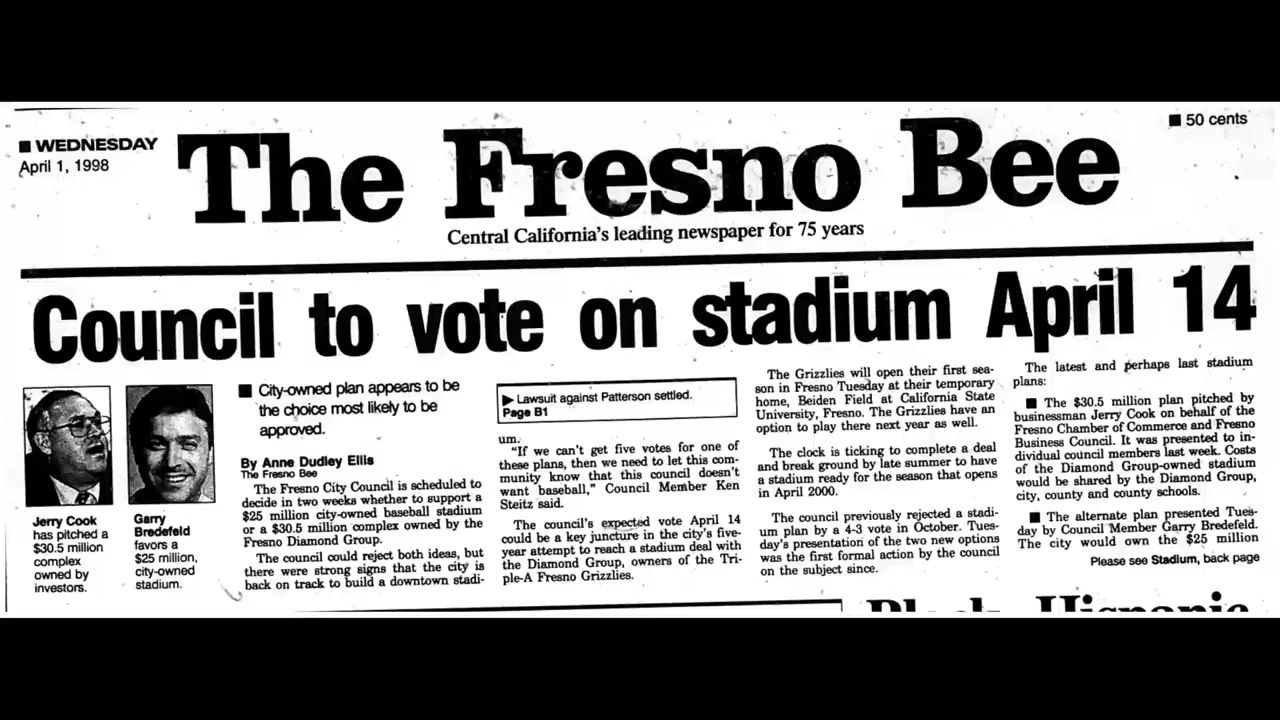 ■ WEDNESDAY
April 1, 1998
The Fresno Bee
■ 50 cents
Central California's leading newspaper for 75 years
Council to vote on stadium April 14
Jerry Cook
has pitched a
$30.5 million
complex
owned by
investors.
Garry
Bredefeld
favors a
$25 million,
city-owned
stadium.
■ City-owned plan appears to be
the choice most likely to be
approved.
By Anne Dudley Ellis
The Fresno Bee
The Fresno City Council is scheduled to
decide in two weeks whether to support a
$25 million city-owned baseball stadium
or a $30.5 million complex owned by the
Fresno Diamond Group.
The council could reject both ideas, but
there were strong signs that the city is
back on track to build a downtown stadi-
▶ Lawsuit against Patterson settled.
Page B1
um.
"If we can't get five votes for one of
these plans, then we need to let this com-
munity know that this council doesn't
want baseball," Council Member Ken
Steitz said.
The council's expected vote April 14
could be a key juncture in the city's five-
year attempt to reach a stadium deal with
the Diamond Group, owners of the Tri-
ple-A Fresno Grizzlies.
The Grizzlies will open their first sea-
son in Fresno Tuesday at their temporary
home, Beiden Field at California State
University, Fresno. The Grizzlies have an
option to play there next year as well.
The clock is ticking to complete a deal
and break ground by late summer to have
a stadium ready for the season that opens
in April 2000.
The council previously rejected a stadi-
um plan by a 4-3 vote in October. Tues-
day's presentation of the two new options
was the first formal action by the council
on the subject since.
The latest and perhaps last stadium
plans:
■ The $30.5 million plan pitched by
businessman Jerry Cook on behalf of the
Fresno Chamber of Commerce and Fresno
Business Council. It was presented to in-
dividual council members last week. Costs
of the Diamond Group-owned stadium
would be shared by the Diamond Group,
city, county and county schools.
■ The alternate plan presented Tues-
day by Council Member Garry Bredefeld.
The city would own the $25 million
Please see Stadium, back page